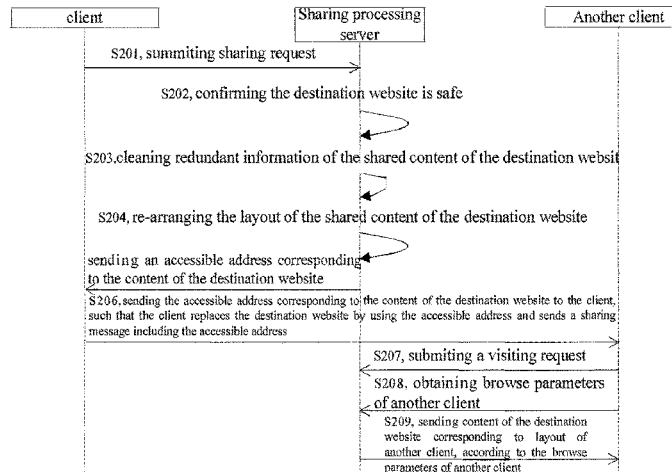 client
Sharing processing
server
Another client
S201, summiting sharing request
S202, confirming the destination website is safe
S203,cleaning redundant information of the shared content of the destination websit
S204, re-arranging the layout of the shared content of the destination website
sending an accessible address corresponding
to the content of the destination website
S206, sending the accessible address corresponding to the content of the destination website to the client,
such that the client replaces the destination website by using the accessible address and sends a sharing
message including the accessible address
S207, submiting a visiting request
S208, obtaining browse parameters
of another client
S209, sending content of the destination
website corresponding to layout of
another client, according to the browse
parameters of another client